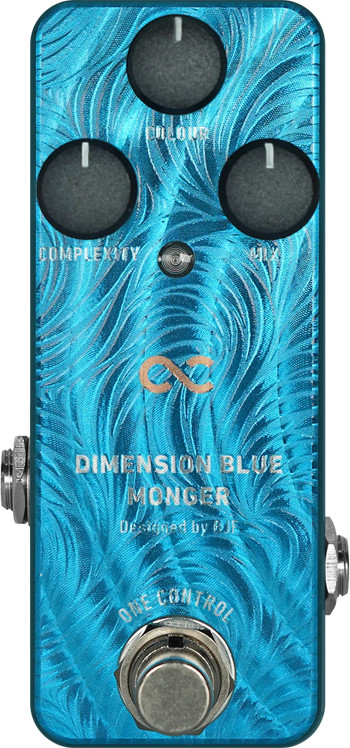 COLOUR
COMPLEXITY
MIX
DIMENSION BLUE
MONGER
Designed by BJF
ONE CONTROL